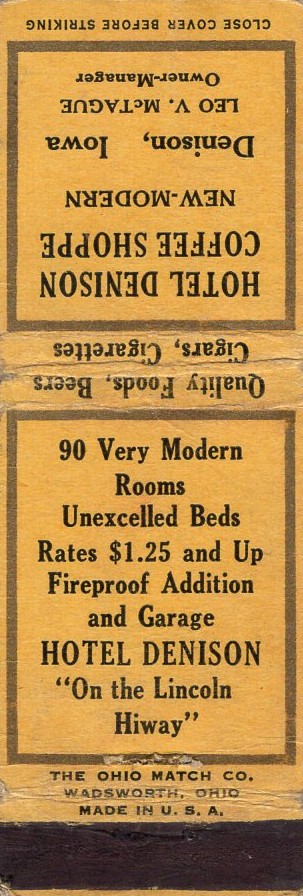 CLOSE COVER BEFORE STRIKING
HOTEL DENISON
COFFEE SHOPPE
NEW-MODERN
Denison, Iowa
LEO V. McTAGUE
Owner-Manager
Quality Foods, Beers
Cigars, Cigarettes
90 Very Modern
Rooms
Unexcelled Beds
Rates $1.25 and Up
Fireproof Addition
and Garage
HOTEL DENISON
"On the Lincoln
Hiway"
THE OHIO MATCH CO.
WADSWORTH, OHIO
MADE IN U. S. A.